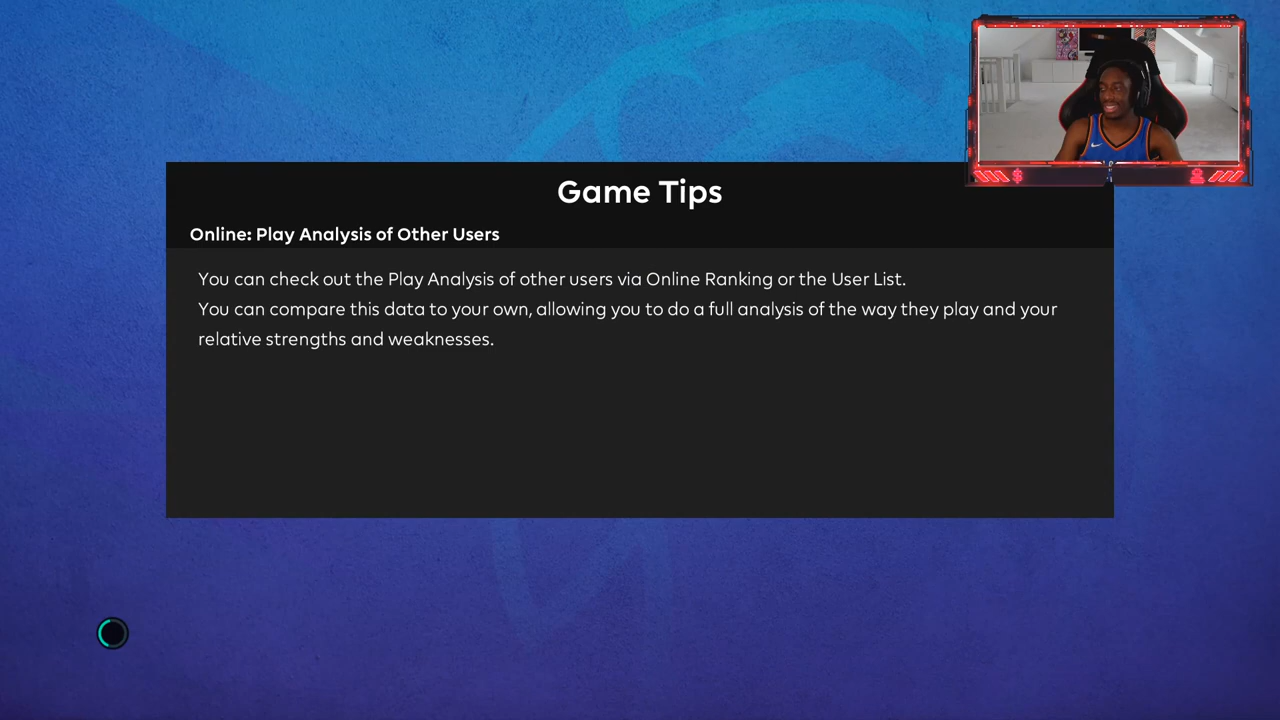 Game Tips
Online: Play Analysis of Other Users
You can check out the Play Analysis of other users via Online Ranking or the User List.
You can compare this data to your own, allowing you to do a full analysis of the way they play and your
relative strengths and weaknesses.